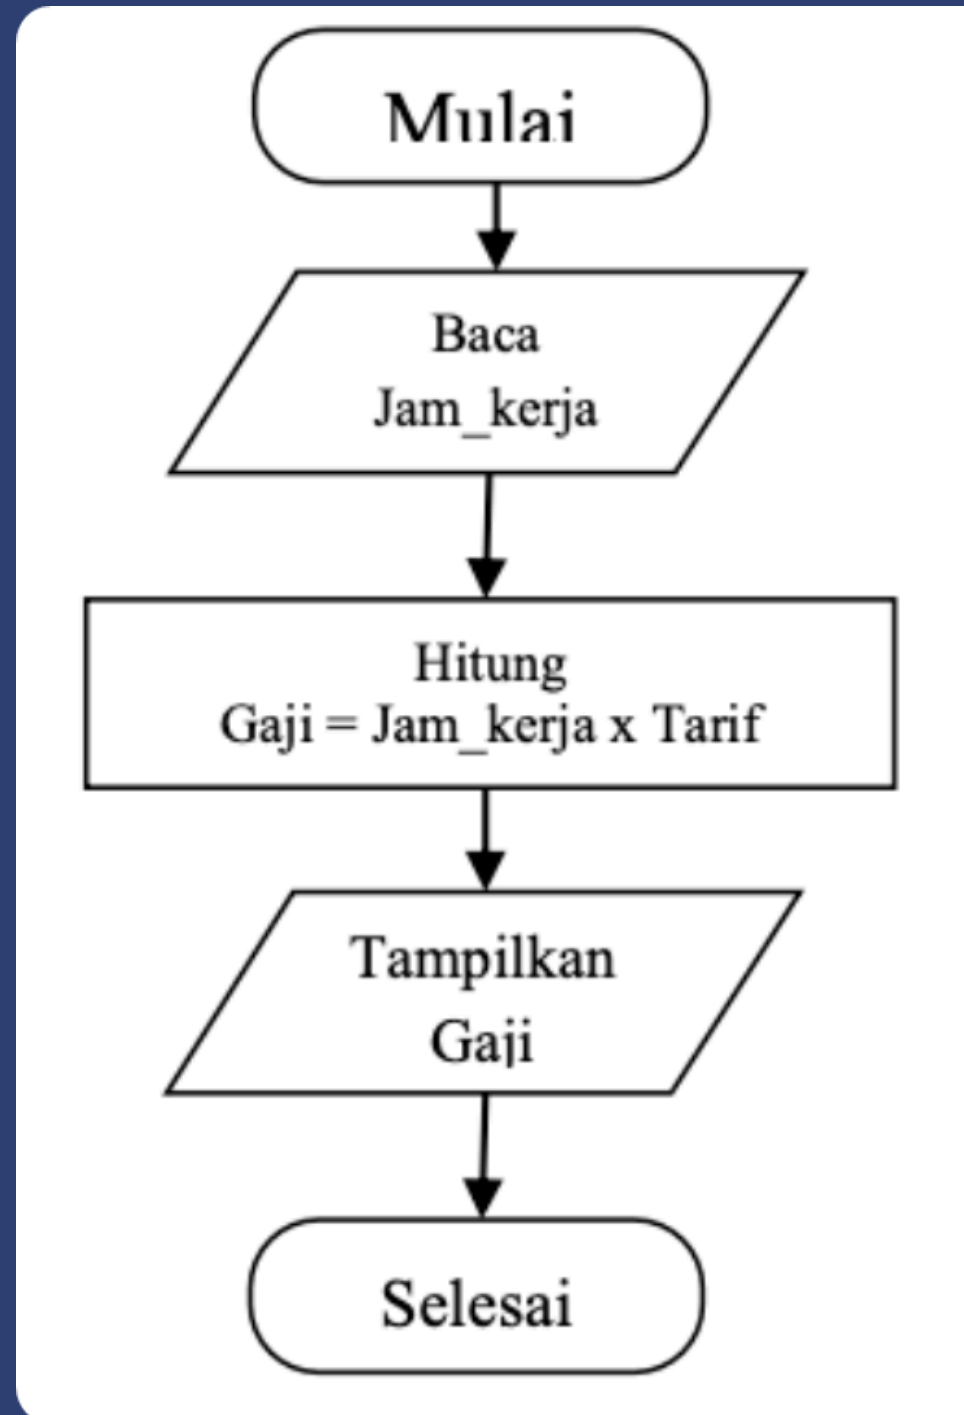 Mulai
Baca
Jam_kerja
Hitung
Gaji = Jam_kerja x Tarif
Tampilkan
Gaji
Selesai